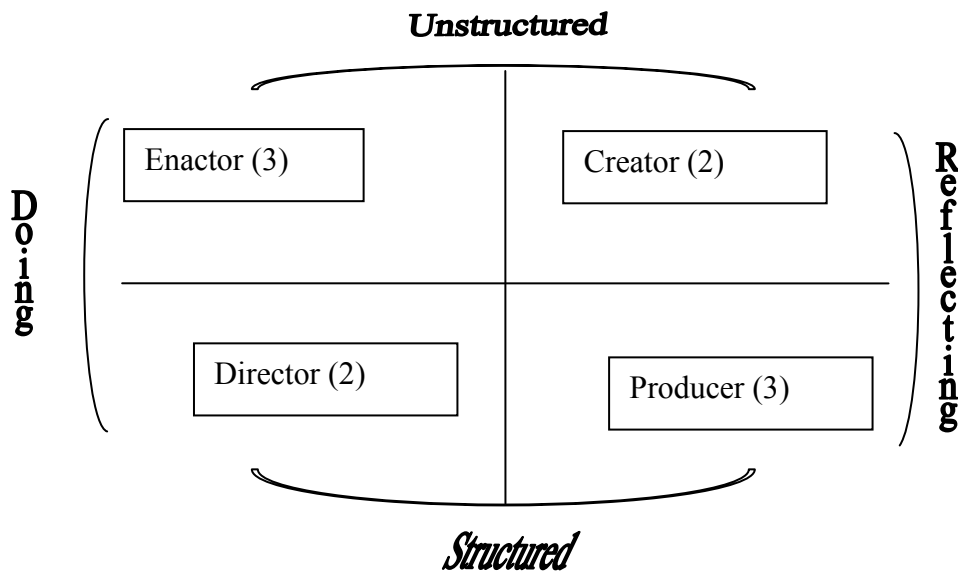 Unstructured
Enactor (3)
Creator (2)
Doing
Reflecting
Director (2)
Producer (3)
Structured